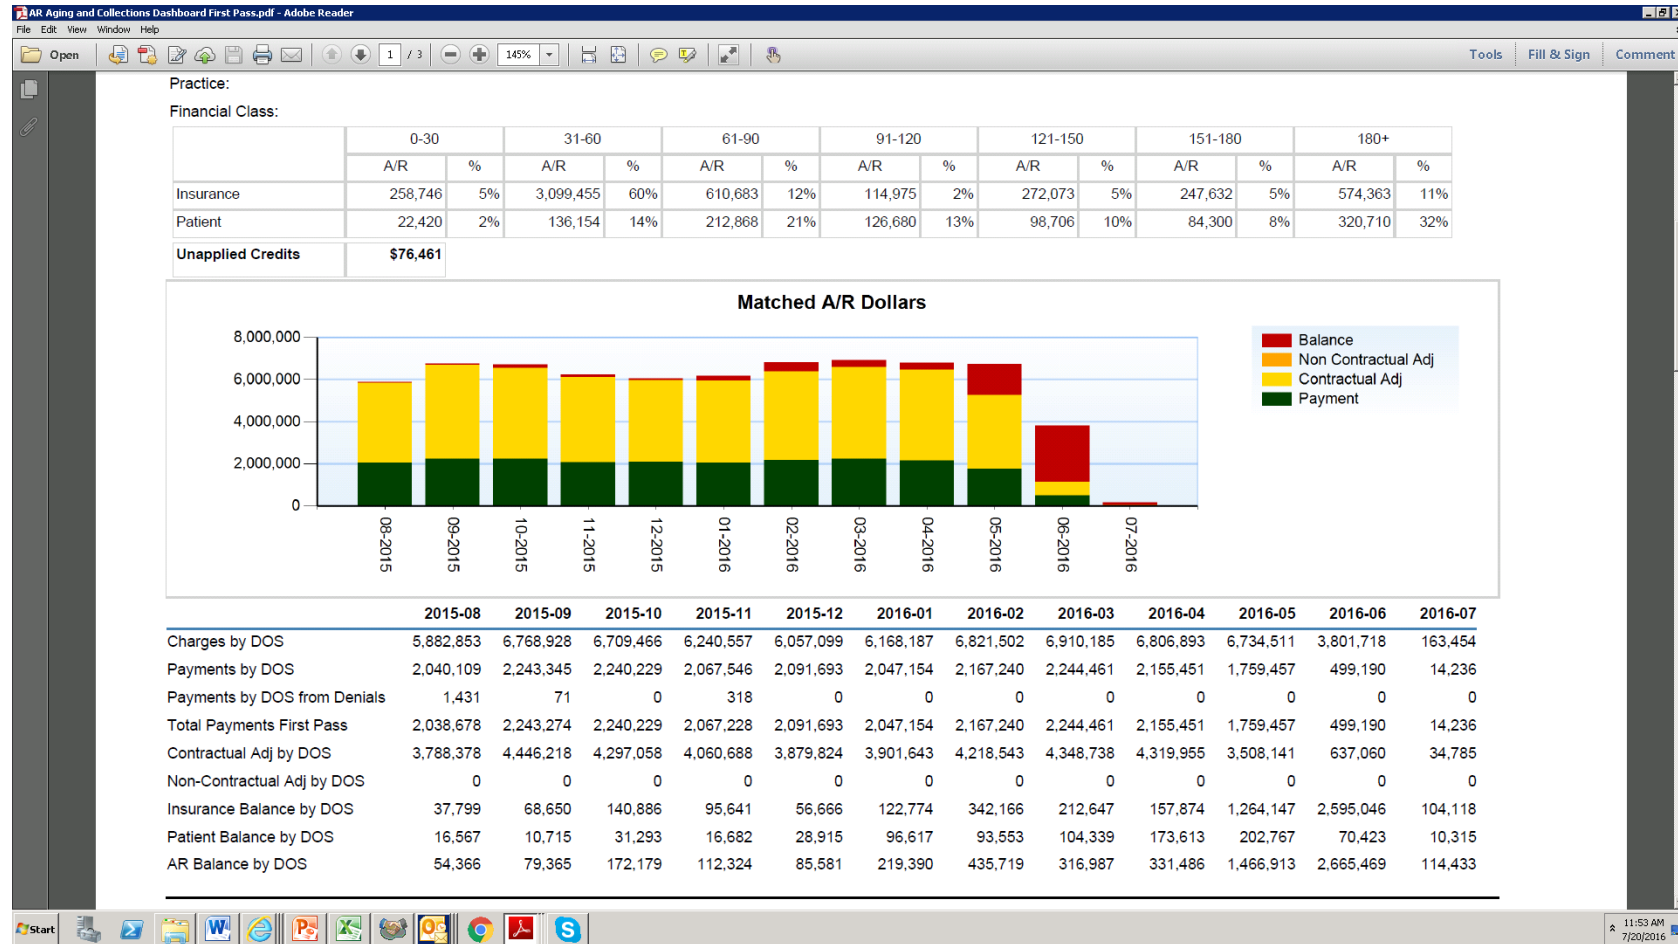 AR Aging and Collections Dashboard First Pass.pdf - Adobe Reader
File Edit View Window Help
Open 1 / 3 145% Tools Fill & Sign Comment
Practice:
Financial Class:
0-30 31-60 61-90 91-120 121-150 151-180 180+
A/R % A/R % A/R % A/R % A/R % A/R % A/R %
Insurance 258,746 5% 3,099,455 60% 610,683 12% 114,975 2% 272,073 5% 247,632 5% 574,363 11%
Patient 22,420 2% 136,154 14% 212,868 21% 126,680 13% 98,706 10% 84,300 8% 320,710 32%
Unapplied Credits $76,461
Matched A/R Dollars
8,000,000
6,000,000
4,000,000
2,000,000
0
Balance
Non Contractual Adj
Contractual Adj
Payment
08-2015 09-2015 10-2015 11-2015 12-2015 01-2016 02-2016 03-2016 04-2016 05-2016 06-2016 07-2016
2015-08 2015-09 2015-10 2015-11 2015-12 2016-01 2016-02 2016-03 2016-04 2016-05 2016-06 2016-07
Charges by DOS 5,882,853 6,768,928 6,709,466 6,240,557 6,057,099 6,168,187 6,821,502 6,910,185 6,806,893 6,734,511 3,801,718 163,454
Payments by DOS 2,040,109 2,243,345 2,240,229 2,067,546 2,091,693 2,047,154 2,167,240 2,244,461 2,155,451 1,759,457 499,190 14,236
Payments by DOS from Denials 1,431 71 0 318 0 0 0 0 0 0 0 0
Total Payments First Pass 2,038,678 2,243,274 2,240,229 2,067,228 2,091,693 2,047,154 2,167,240 2,244,461 2,155,451 1,759,457 499,190 14,236
Contractual Adj by DOS 3,788,378 4,446,218 4,297,058 4,060,688 3,879,824 3,901,643 4,218,543 4,348,738 4,319,955 3,508,141 637,060 34,785
Non-Contractual Adj by DOS 0 0 0 0 0 0 0 0 0 0 0 0
Insurance Balance by DOS 37,799 68,650 140,886 95,641 56,666 122,774 342,166 212,647 157,874 1,264,147 2,595,046 104,118
Patient Balance by DOS 16,567 10,715 31,293 16,682 28,915 96,617 93,553 104,339 173,613 202,767 70,423 10,315
AR Balance by DOS 54,366 79,365 172,179 112,324 85,581 219,390 435,719 316,987 331,486 1,466,913 2,665,469 114,433
Start
11:53 AM
7/20/2016